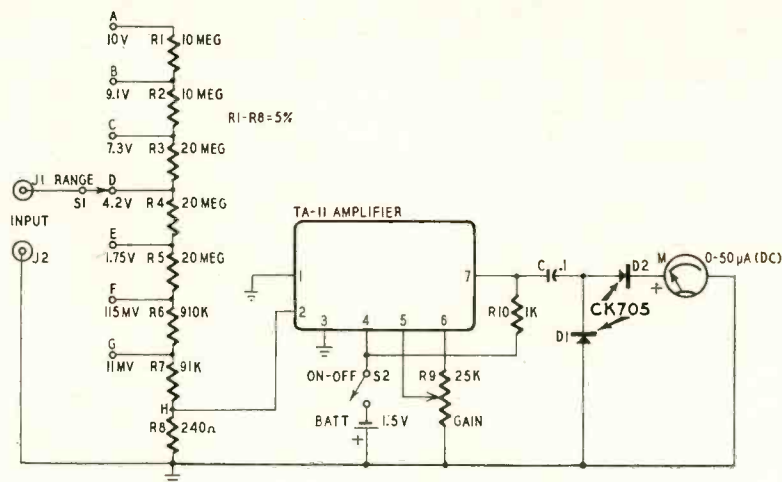 A
10V
R1 10 MEG
B
9.1V
R2 10 MEG
R1-R8=5%
C
7.3V
R3 20 MEG
J1 RANGE
S1
D
4.2V
R4 20 MEG
INPUT
J2
E
1.75V
R5 20 MEG
F
115MV
R6 910K
G
11MV
R7 91K
H
R8 240Ω
TA-11 AMPLIFIER
1
2
3
4
5
6
7
ON-OFF S2
BATT 1.5V
+
R9 25K
GAIN
R10 1K
C .1
D2
CK705
D1
M
+
0-50μA(DC)